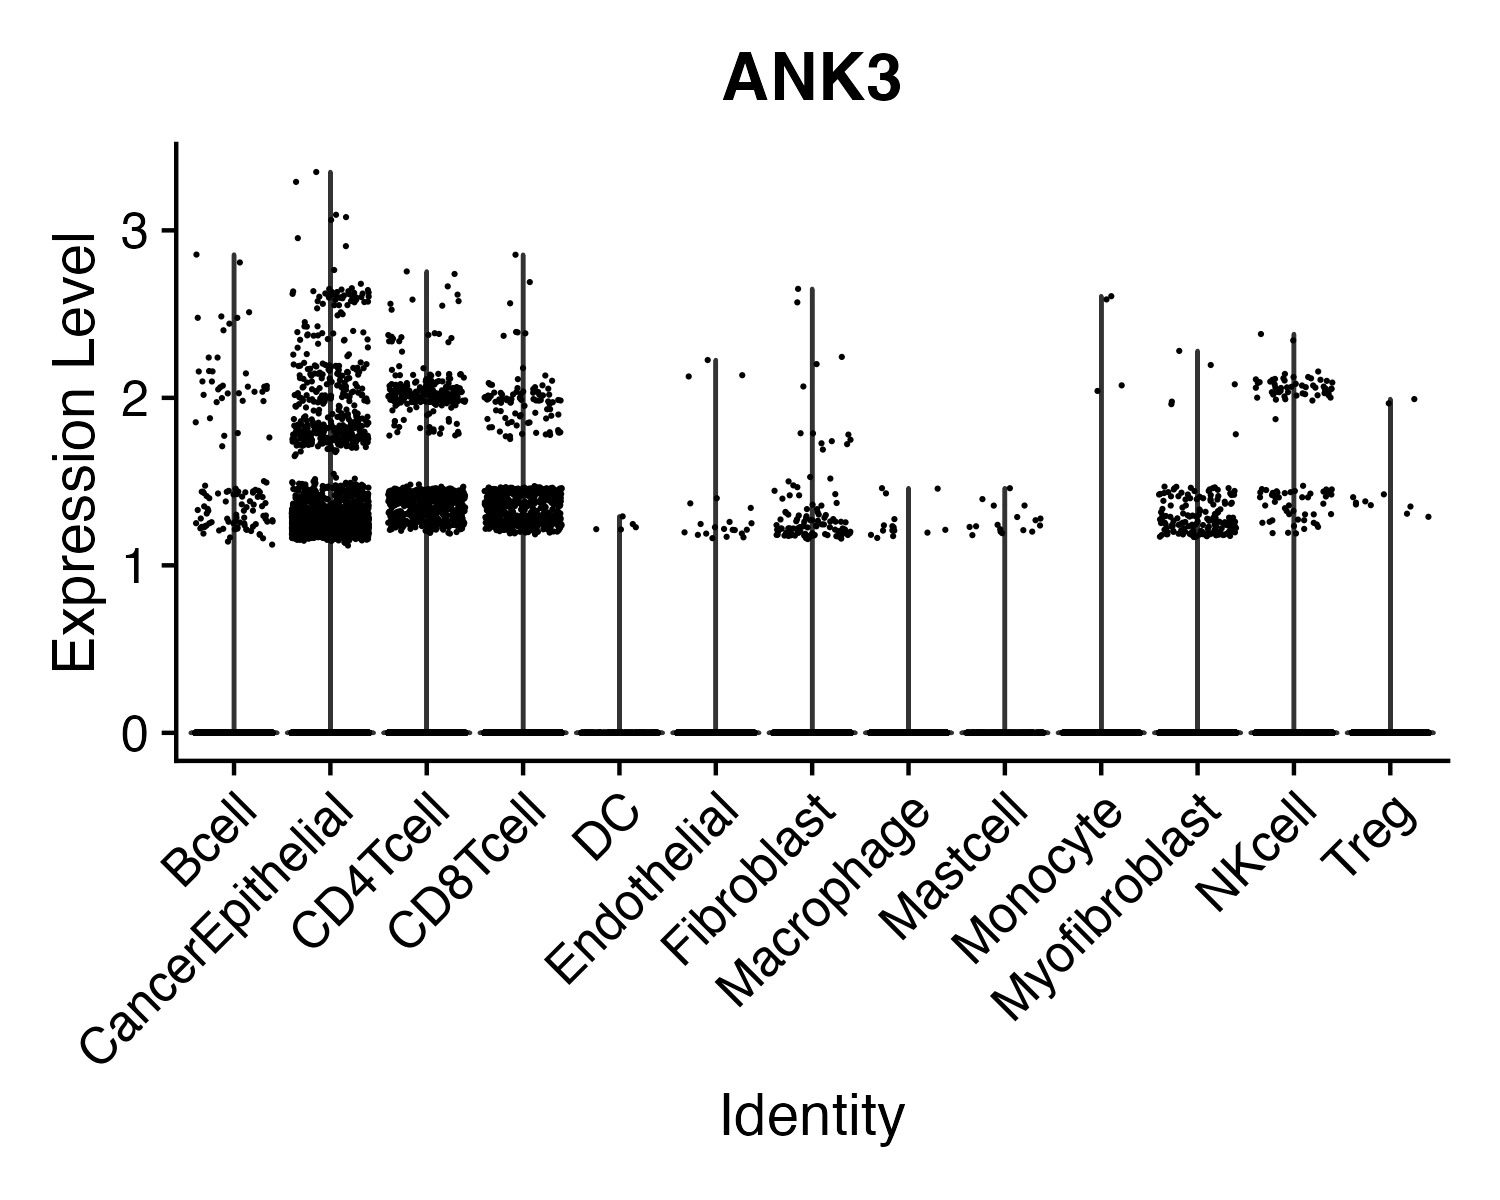 ANK3
Expression Level
3
2
1
0
Bcell
CancerEpithelial
CD4Tcell
CD8Tcell
DC
Endothelial
Fibroblast
Macrophage
Mastcell
Monocyte
Myofibroblast
NKcell
Treg
Identity